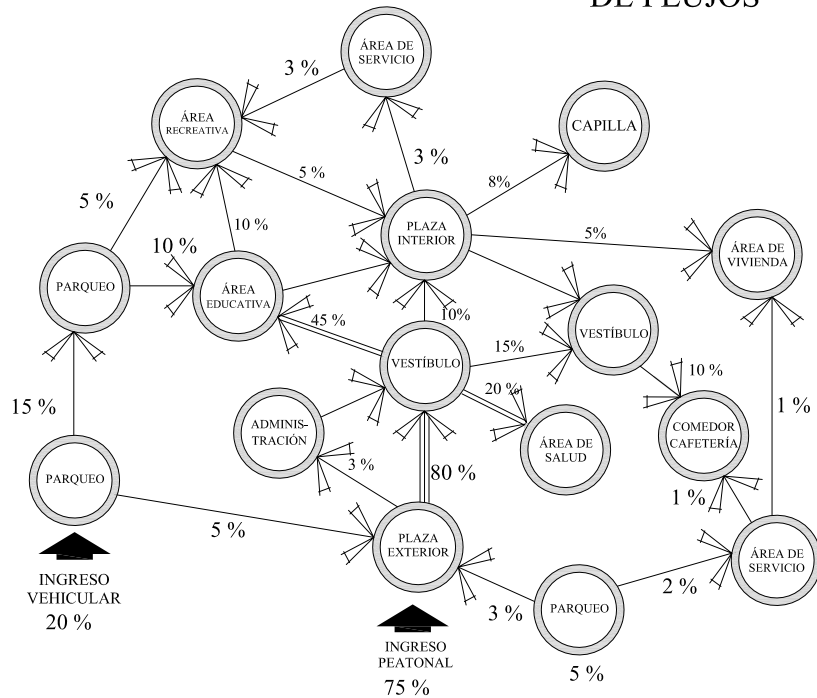 DE FLUJOS
ÁREA DE
SERVICIO
3 %
ÁREA
RECREATIVA
CAPILLA
3 %
5 %
8%
5 %
PLAZA
INTERIOR
5%
ÁREA DE
VIVIENDA
10 %
10 %
PARQUEO
ÁREA
EDUCATIVA
45 %
10%
VESTÍBULO
VESTÍBULO
15%
10 %
20 %
15 %
ADMINIS-
TRACIÓN
ÁREA DE
SALUD
COMEDOR
CAFETERÍA
1 %
3 %
80 %
PARQUEO
1 %
5 %
PLAZA
EXTERIOR
ÁREA DE
SERVICIO
2 %
3 %
PARQUEO
INGRESO
VEHICULAR
20 %
INGRESO
PEATONAL
75 %
5 %